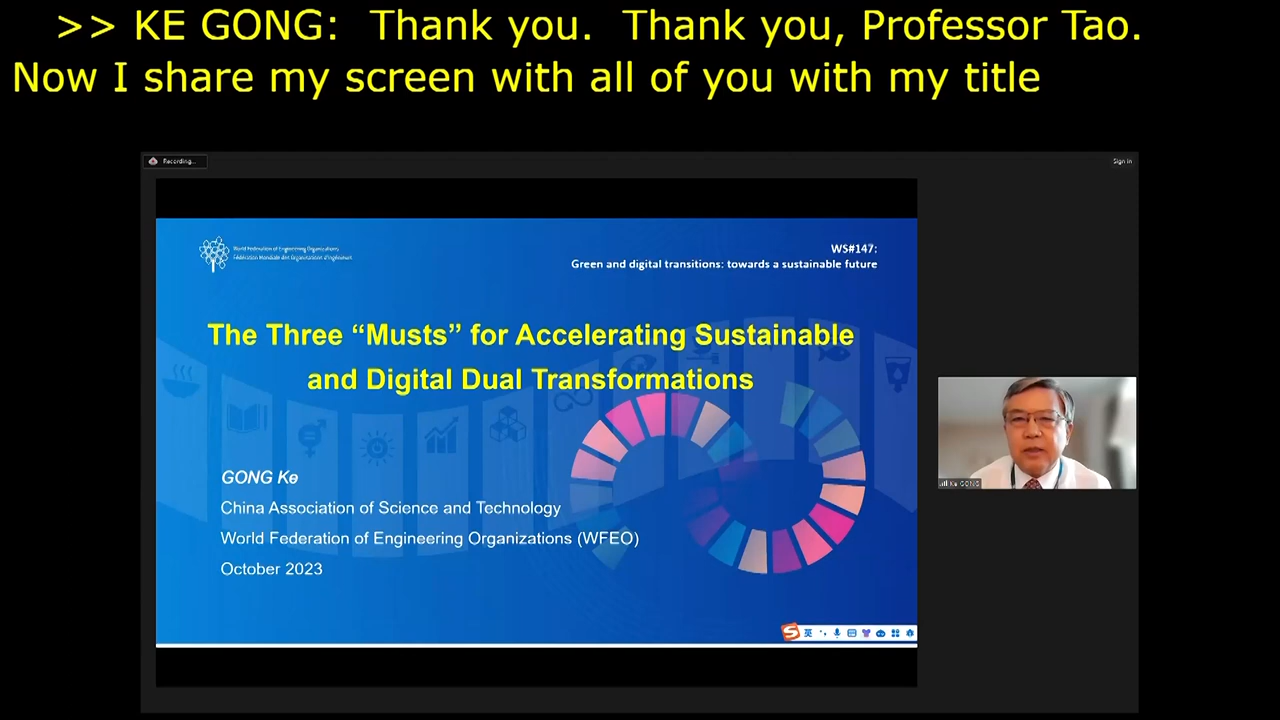 >> KE GONG:  Thank you.  Thank you, Professor Tao.
Now I share my screen with all of you with my title
Recording...
Sign in
World Federation of Engineering Organizations
Fédération Mondiale des Organisations d'Ingénieurs
WS#147:
Green and digital transitions: towards a sustainable future
The Three “Musts” for Accelerating Sustainable
and Digital Dual Transformations
GONG Ke
China Association of Science and Technology
World Federation of Engineering Organizations (WFEO)
October 2023
Ke GONG
S 英